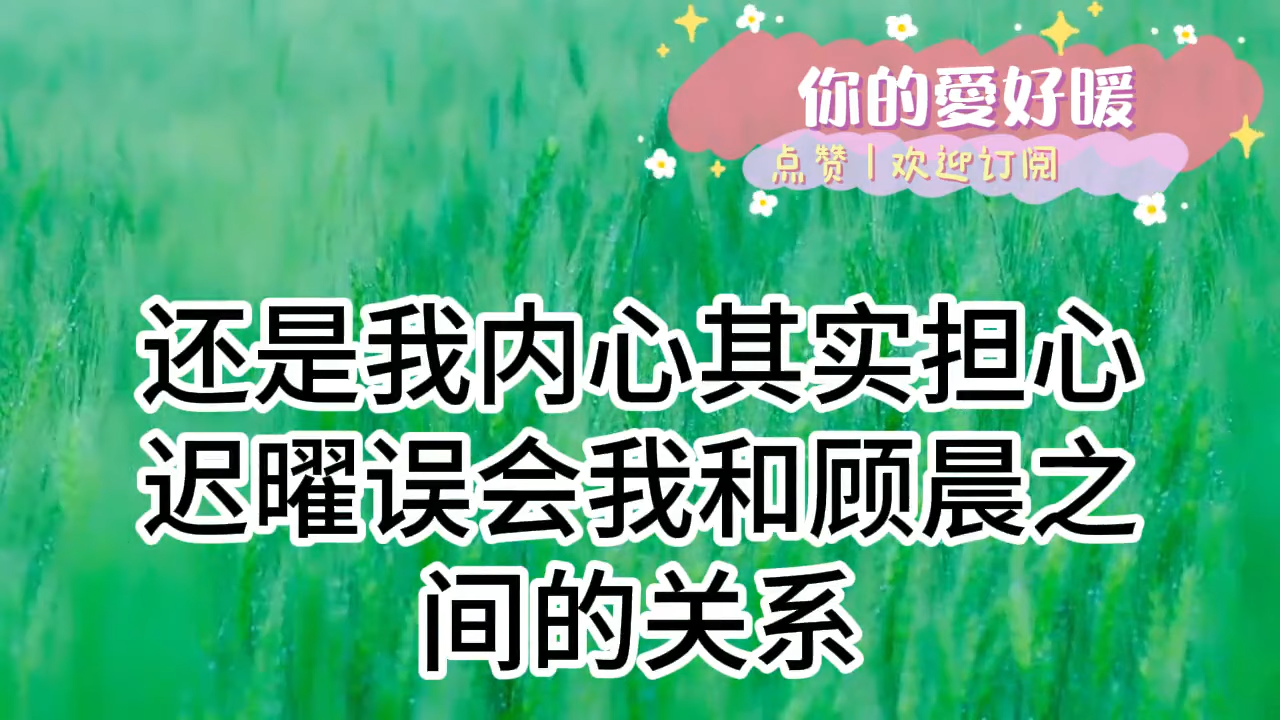 你的愛好暖
点赞 | 欢迎订阅
还是我内心其实担心
迟曜误会我和顾晨之
间的关系